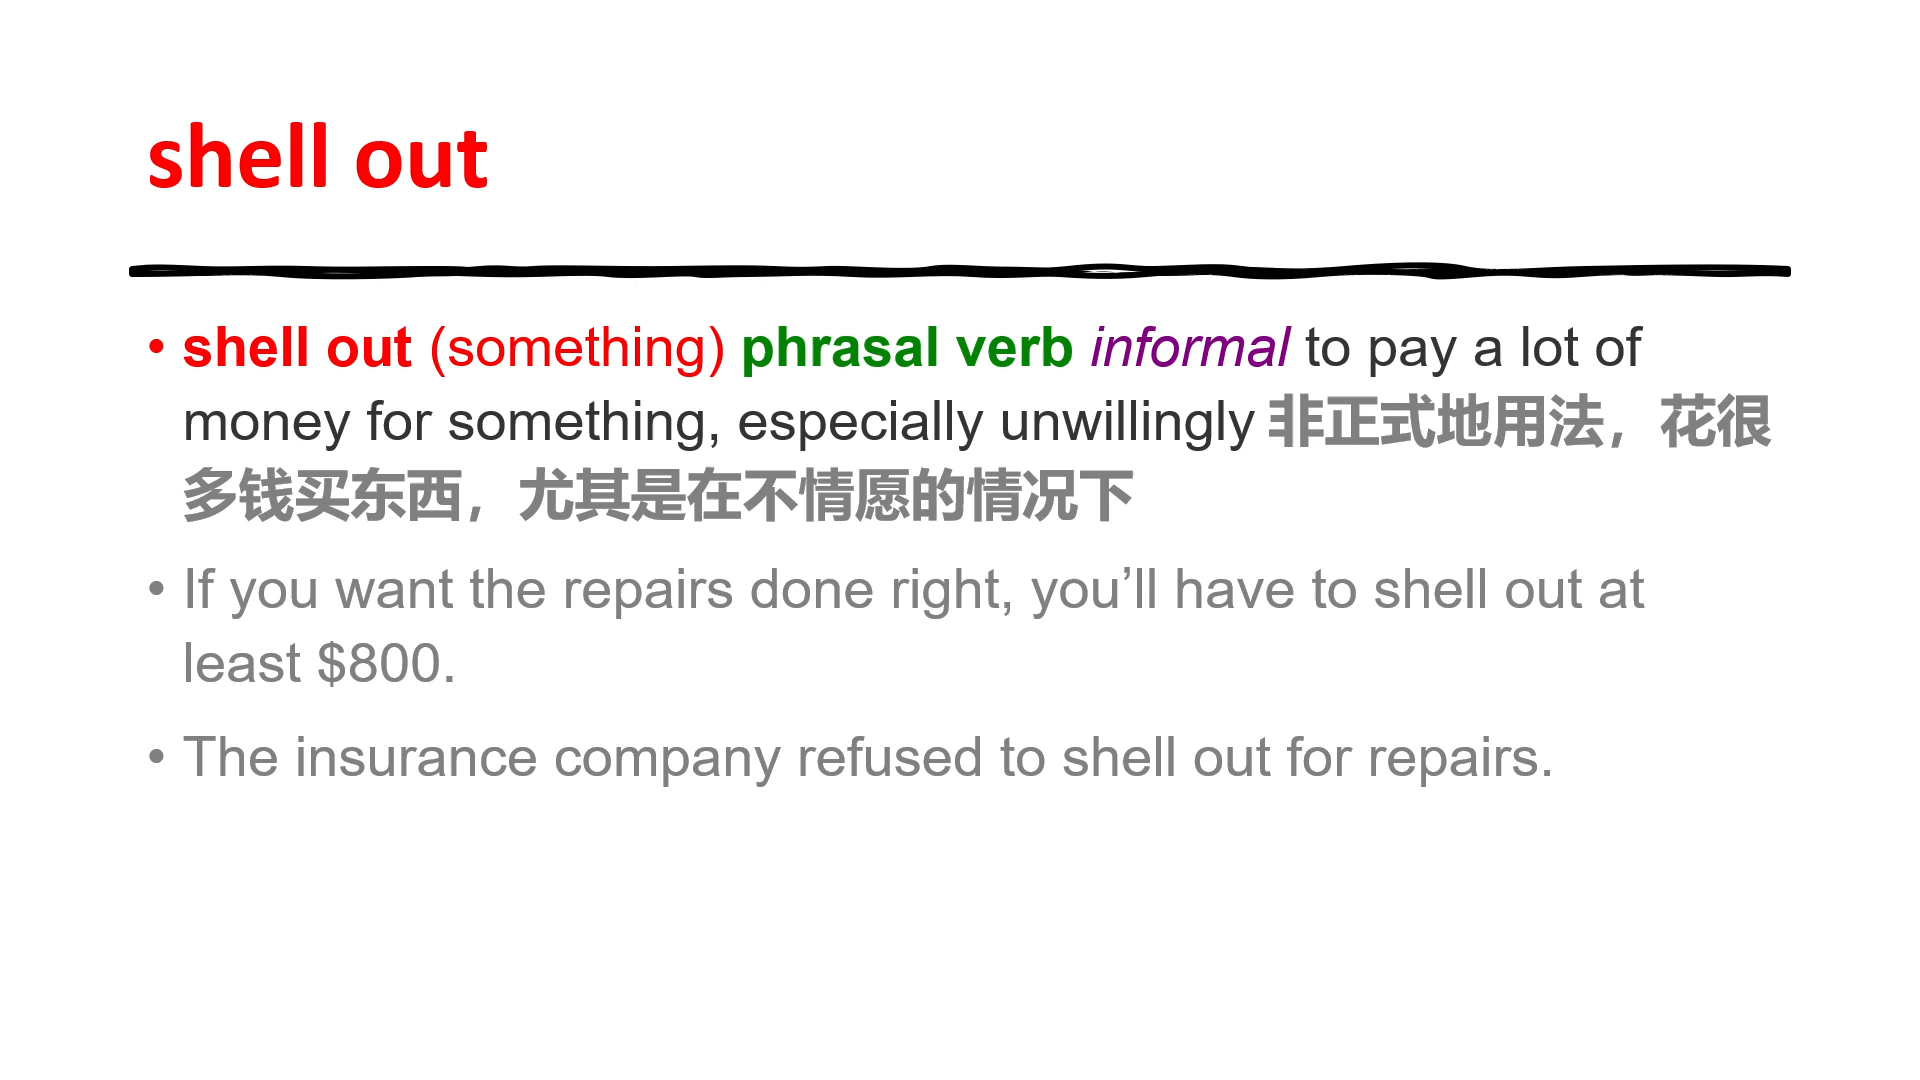 shell out
• shell out (something) phrasal verb informal to pay a lot of
money for something, especially unwillingly 非正式地用法，花很
多钱买东西，尤其是在不情愿的情况下
• If you want the repairs done right, you’ll have to shell out at
least $800.
• The insurance company refused to shell out for repairs.